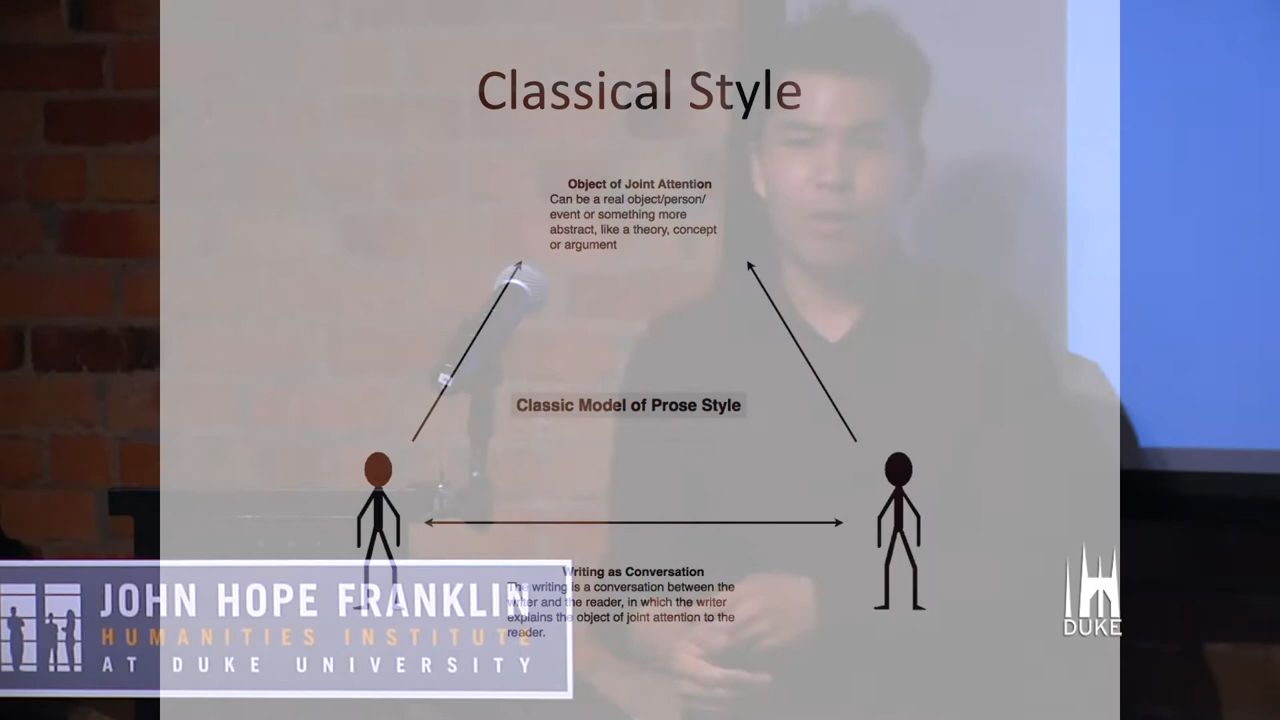 Classical Style
Object of Joint Attention
Can be a real object/person/
event or something more
abstract, like a theory, concept
or argument
Classic Model of Prose Style
Writing as Conversation
The writing is a conversation between the
writer and the reader, in which the writer
explains the object of joint attention to the
reader.
JOHN HOPE FRANKLIN
HUMANITIES INSTITUTE
AT DUKE UNIVERSITY
DUKE